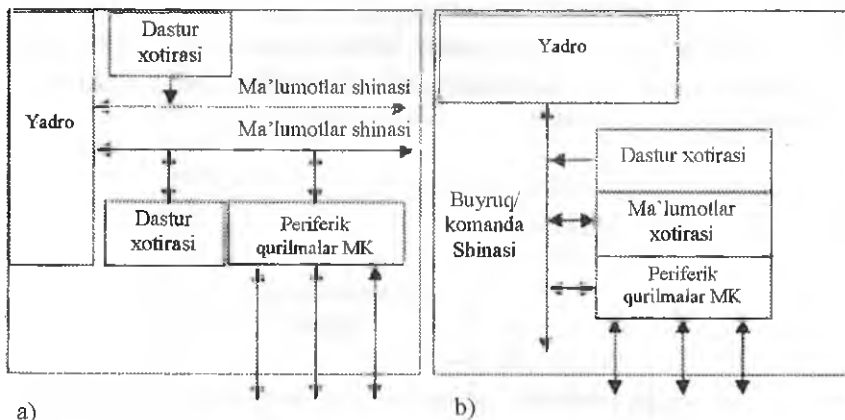 Dastur
xotirasi
Yadro
Ma'lumotlar shinasi
Ma'lumotlar shinasi
Dastur
xotirasi
Periferik
qurilmalar MK
a)
Yadro
Dastur xotirasi
Buyruq/
komanda
Shinasi
Ma`lumotlar
xotirasi
Periferik
qurilmalar MK
b)